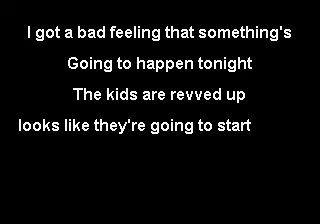 I got a bad feeling that something's
Going to happen tonight
The kids are revved up
looks like they're going to start